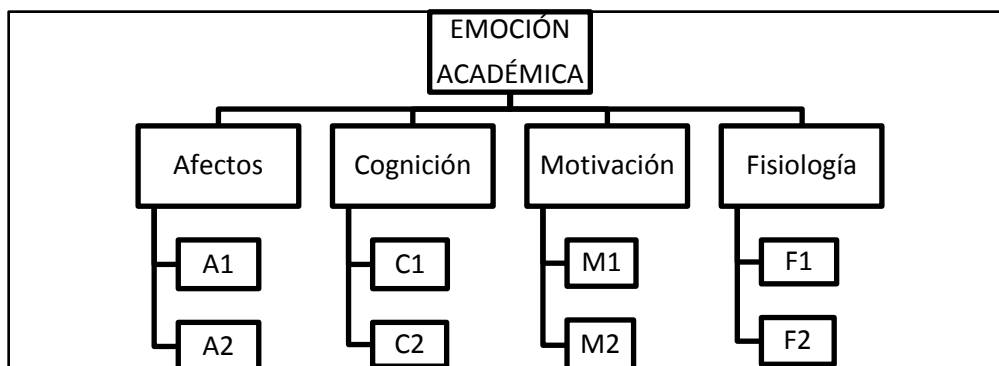 EMOCIÓN
ACADÉMICA
Afectos
Cognición
Motivación
Fisiología
A1
C1
M1
F1
A2
C2
M2
F2